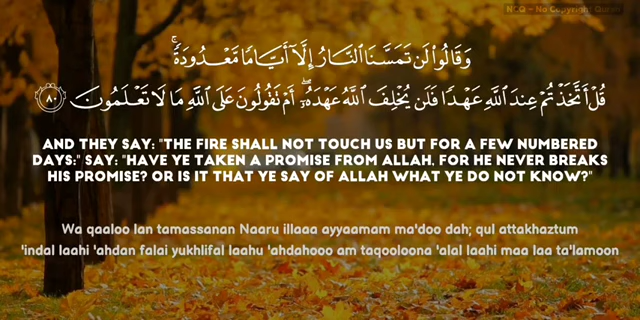 NCQ - No Copyright Quran
وَقَالُوا۟ لَن تَمَسَّنَا ٱلنَّارُ إِلَّآ أَيَّامًا مَّعْدُودَةً ۚ
قُلْ أَتَّخَذْتُمْ عِندَ ٱللَّهِ عَهْدًا فَلَن يُخْلِفَ ٱللَّهُ عَهْدَهُۥٓ ۖ أَمْ تَقُولُونَ عَلَى ٱللَّهِ مَا لَا تَعْلَمُونَ ٨٠
AND THEY SAY: "THE FIRE SHALL NOT TOUCH US BUT FOR A FEW NUMBERED
DAYS:" SAY: "HAVE YE TAKEN A PROMISE FROM ALLAH, FOR HE NEVER BREAKS
HIS PROMISE? OR IS IT THAT YE SAY OF ALLAH WHAT YE DO NOT KNOW?"
Wa qaaloo lan tamassanan Naaru illaaa ayyaamam ma'doo dah; qul attakhaztum
'indal laahi 'ahdan falai yukhlifal laahu 'ahdahooo am taqooloona 'alal laahi maa laa ta'lamoon